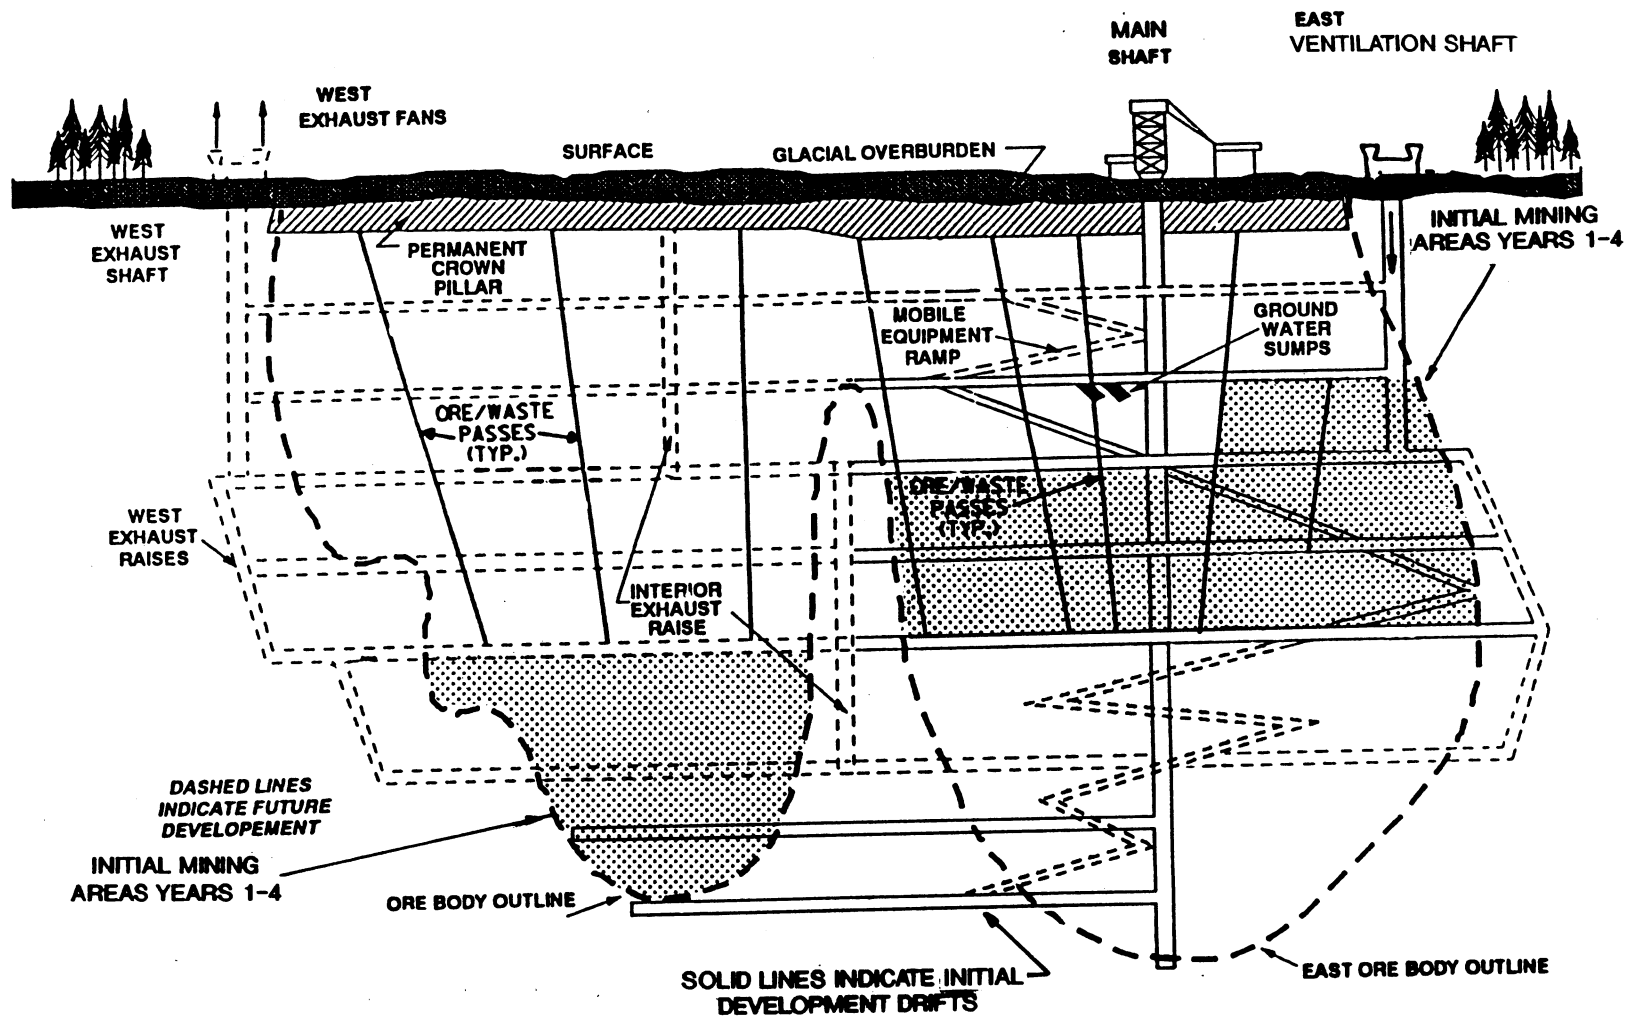 MAIN
SHAFT
EAST
VENTILATION SHAFT
WEST
EXHAUST FANS
SURFACE
GLACIAL OVERBURDEN
WEST
EXHAUST
SHAFT
PERMANENT
CROWN
PILLAR
INITIAL MINING
AREAS YEARS 1-4
MOBILE
EQUIPMENT
RAMP
GROUND
WATER
SUMPS
ORE/WASTE
PASSES
(TYP.)
ORE/WASTE
PASSES
(TYP.)
WEST
EXHAUST
RAISES
INTERIOR
EXHAUST
RAISE
DASHED LINES
INDICATE FUTURE
DEVELOPEMENT
INITIAL MINING
AREAS YEARS 1-4
ORE BODY OUTLINE
SOLID LINES INDICATE INITIAL
DEVELOPMENT DRIFTS
EAST ORE BODY OUTLINE